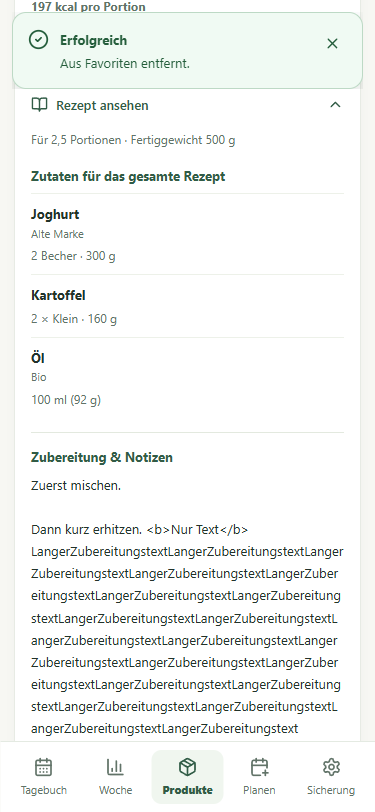 197 kcal pro Portion
Erfolgreich
Aus Favoriten entfernt.
Rezept ansehen
Für 2,5 Portionen · Fertiggewicht 500 g
Zutaten für das gesamte Rezept
Joghurt
Alte Marke
2 Becher · 300 g
Kartoffel
2 × Klein · 160 g
Öl
Bio
100 ml (92 g)
Zubereitung & Notizen
Zuerst mischen.
Dann kurz erhitzen. <b>Nur Text</b>
LangerZubereitungstextLangerZubereitungstextLanger
ZubereitungstextLangerZubereitungstextLangerZuber
eitungstextLangerZubereitungstextLangerZubereitung
stextLangerZubereitungstextLangerZubereitungstextL
angerZubereitungstextLangerZubereitungstextLanger
ZubereitungstextLangerZubereitungstextLangerZuber
eitungstextLangerZubereitungstextLangerZubereitung
stextLangerZubereitungstextLangerZubereitungstextL
angerZubereitungstextLangerZubereitungstext
Tagebuch
Woche
Produkte
Planen
Sicherung